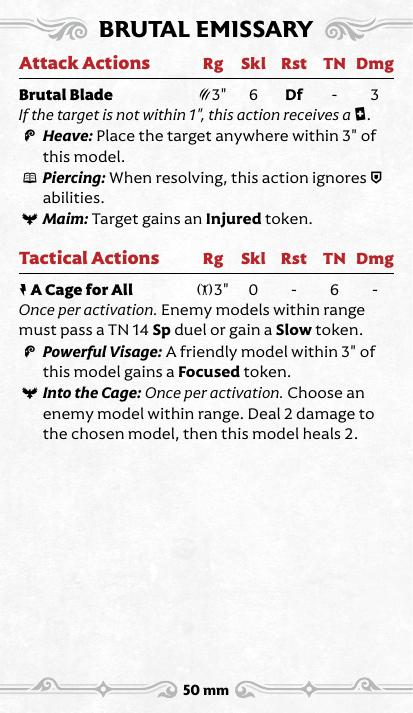 BRUTAL EMISSARY
Attack Actions Rg Skl Rst TN Dmg
Brutal Blade 3" 6 Df - 3
If the target is not within 1", this action receives a .
Heave: Place the target anywhere within 3" of
this model.
Piercing: When resolving, this action ignores
abilities.
Maim: Target gains an Injured token.
Tactical Actions Rg Skl Rst TN Dmg
A Cage for All 3" 0 - 6 -
Once per activation. Enemy models within range
must pass a TN 14 Sp duel or gain a Slow token.
Powerful Visage: A friendly model within 3" of
this model gains a Focused token.
Into the Cage: Once per activation. Choose an
enemy model within range. Deal 2 damage to
the chosen model, then this model heals 2.
50 mm